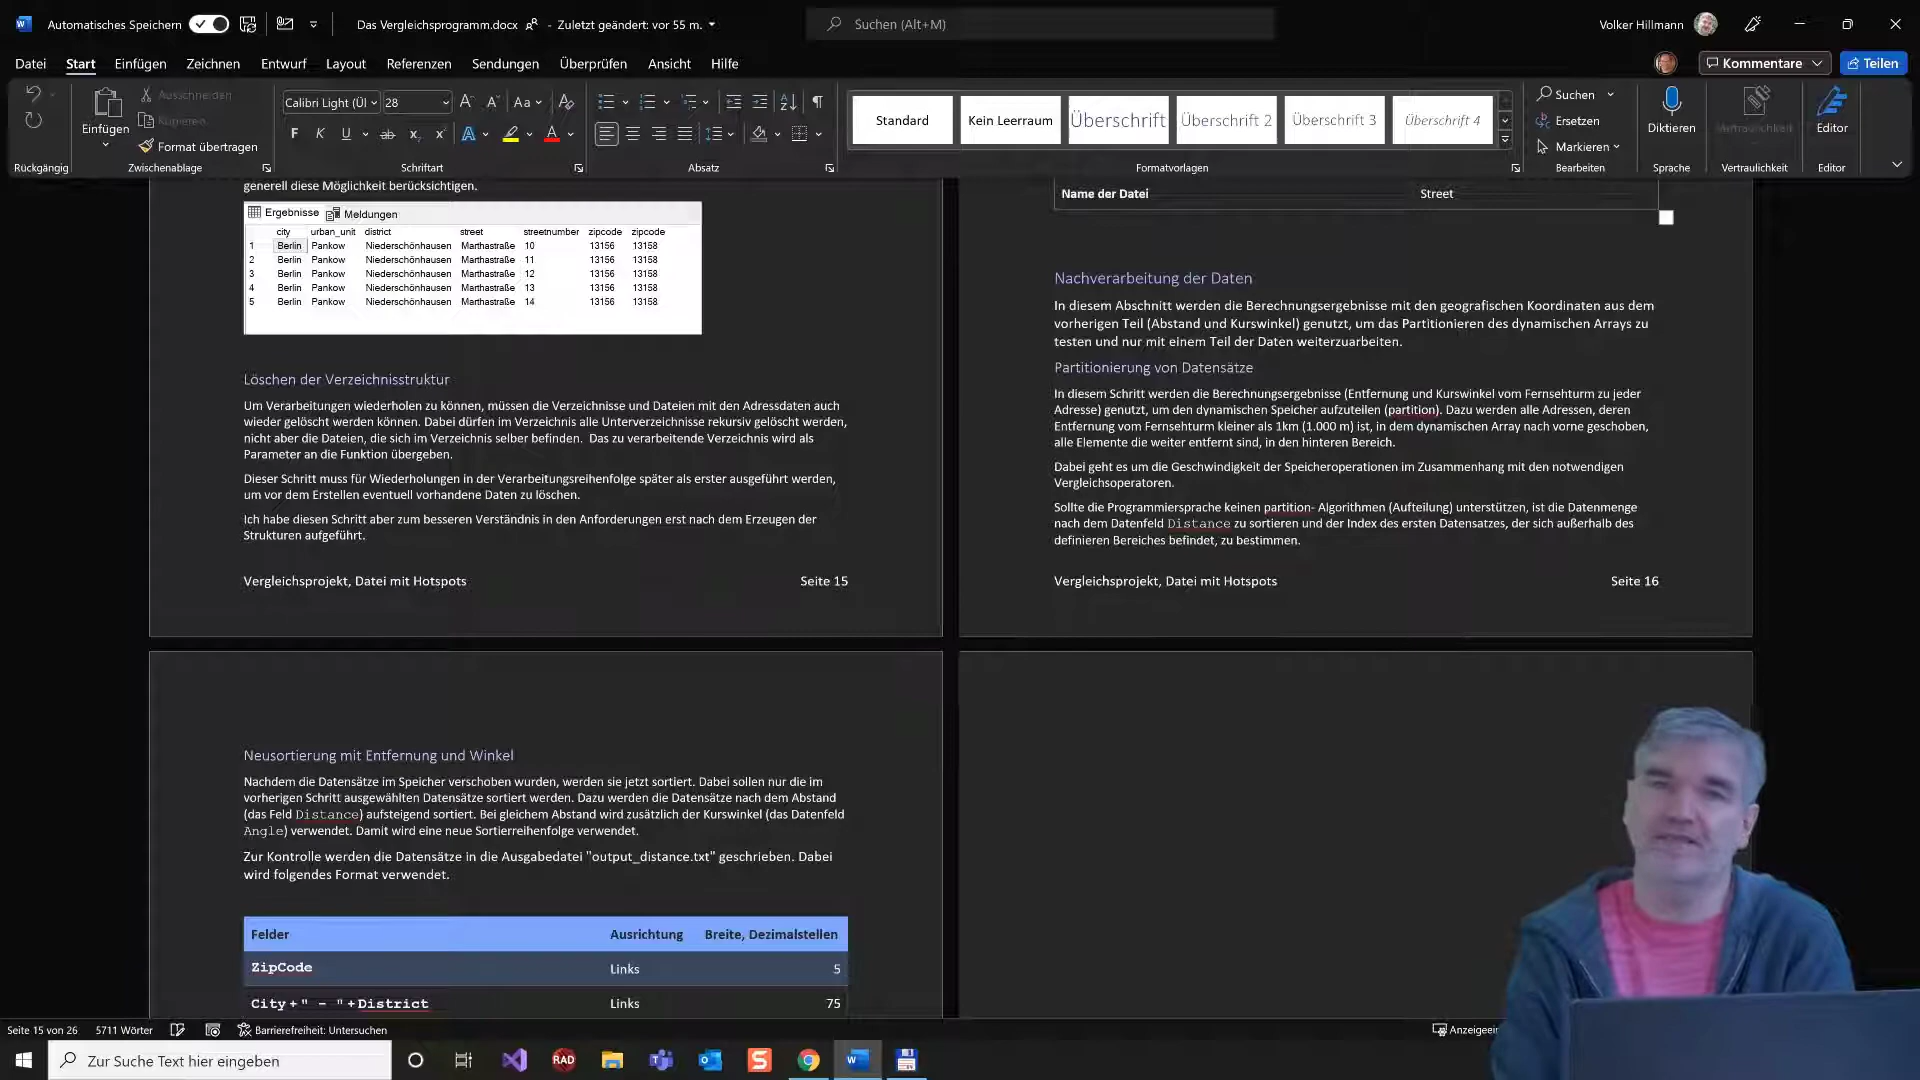 Automatisches Speichern
Das Vergleichsprogramm.docx - Zuletzt geändert: vor 55 m.
Suchen (Alt+M)
Volker Hillmann
Datei Start Einfügen Zeichnen Entwurf Layout Referenzen Sendungen Überprüfen Ansicht Hilfe
Kommentare Teilen
Einfügen
Ausschneiden
Kopieren
Format übertragen
Calibri Light (Ül 28
F K U ab x x A A
Standard
Kein Leerraum
Überschrift
Überschrift 2
Überschrift 3
Überschrift 4
Suchen
Ersetzen
Markieren
Diktieren
Vertraulichkeit
Editor
Rückgängig Zwischenablage Schriftart Absatz Formatvorlagen Bearbeiten Sprache Vertraulichkeit Editor
generell diese Möglichkeit berücksichtigen.
Ergebnisse Meldungen
city urban_unit district street streetnumber zipcode zipcode
1 Berlin Pankow Niederschönhausen Marthastraße 10 13156 13158
2 Berlin Pankow Niederschönhausen Marthastraße 11 13156 13158
3 Berlin Pankow Niederschönhausen Marthastraße 12 13156 13158
4 Berlin Pankow Niederschönhausen Marthastraße 13 13156 13158
5 Berlin Pankow Niederschönhausen Marthastraße 14 13156 13158
Löschen der Verzeichnisstruktur
Um Verarbeitungen wiederholen zu können, müssen die Verzeichnisse und Dateien mit den Adressdaten auch
wieder gelöscht werden können. Dabei dürfen im Verzeichnis alle Unterverzeichnisse rekursiv gelöscht werden,
nicht aber die Dateien, die sich im Verzeichnis selber befinden. Das zu verarbeitende Verzeichnis wird als
Parameter an die Funktion übergeben.
Dieser Schritt muss für Wiederholungen in der Verarbeitungsreihenfolge später als erster ausgeführt werden,
um vor dem Erstellen eventuell vorhandene Daten zu löschen.
Ich habe diesen Schritt aber zum besseren Verständnis in den Anforderungen erst nach dem Erzeugen der
Strukturen aufgeführt.
Vergleichsprojekt, Datei mit Hotspots Seite 15
Name der Datei Street
Nachverarbeitung der Daten
In diesem Abschnitt werden die Berechnungsergebnisse mit den geografischen Koordinaten aus dem
vorherigen Teil (Abstand und Kurswinkel) genutzt, um das Partitionieren des dynamischen Arrays zu
testen und nur mit einem Teil der Daten weiterzuarbeiten.
Partitionierung von Datensätze
In diesem Schritt werden die Berechnungsergebnisse (Entfernung und Kurswinkel vom Fernsehturm zu jeder
Adresse) genutzt, um den dynamischen Speicher aufzuteilen (partition). Dazu werden alle Adressen, deren
Entfernung vom Fernsehturm kleiner als 1km (1.000 m) ist, in dem dynamischen Array nach vorne geschoben,
alle Elemente die weiter entfernt sind, in den hinteren Bereich.
Dabei geht es um die Geschwindigkeit der Speicheroperationen im Zusammenhang mit den notwendigen
Vergleichsoperatoren.
Sollte die Programmiersprache keinen partition- Algorithmen (Aufteilung) unterstützen, ist die Datenmenge
nach dem Datenfeld Distance zu sortieren und der Index des ersten Datensatzes, der sich außerhalb des
definieren Bereiches befindet, zu bestimmen.
Vergleichsprojekt, Datei mit Hotspots Seite 16
Neusortierung mit Entfernung und Winkel
Nachdem die Datensätze im Speicher verschoben wurden, werden sie jetzt sortiert. Dabei sollen nur die im
vorherigen Schritt ausgewählten Datensätze sortiert werden. Dazu werden die Datensätze nach dem Abstand
(das Feld Distance) aufsteigend sortiert. Bei gleichem Abstand wird zusätzlich der Kurswinkel (das Datenfeld
Angle) verwendet. Damit wird eine neue Sortierreihenfolge verwendet.
Zur Kontrolle werden die Datensätze in die Ausgabedatei "output_distance.txt" geschrieben. Dabei
wird folgendes Format verwendet.
Felder Ausrichtung Breite, Dezimalstellen
ZipCode Links 5
City+" - "+District Links 75
Seite 15 von 26 5711 Wörter Barrierefreiheit: Untersuchen
Anzeigeein
Zur Suche Text hier eingeben
RAD